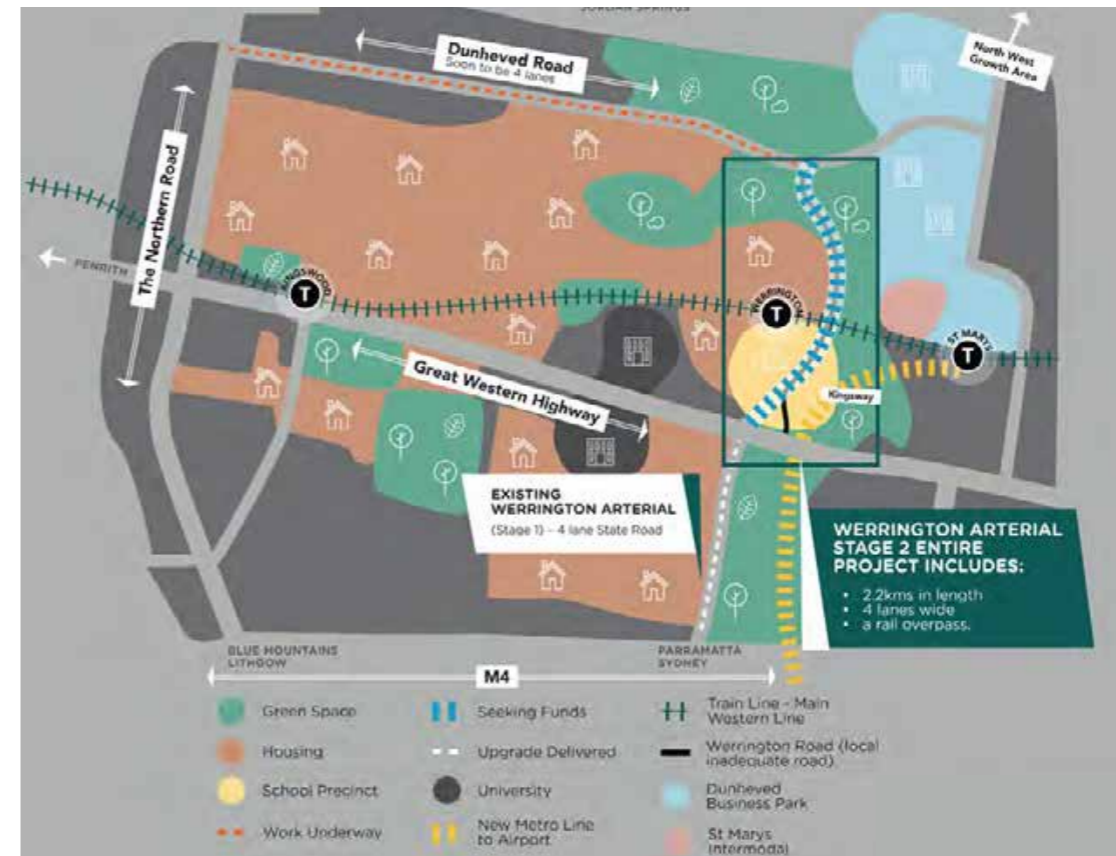 Dunheved Road
Soon to be 4 lanes
North West
Growth Area
The Northern Road
PENRITH
KINGSWOOD
T
WERRINGTON
T
ST MARYS
T
Kingsway
Great Western Highway
EXISTING
WERRINGTON ARTERIAL
(Stage 1) - 4 lane State Road
WERRINGTON ARTERIAL
STAGE 2 ENTIRE
PROJECT INCLUDES:
• 2.2kms in length
• 4 lanes wide
• a rail overpass.
BLUE MOUNTAINS
LITHGOW
PARRAMATTA
SYDNEY
M4
Green Space
Housing
School Precinct
Work Underway
Seeking Funds
Upgrade Delivered
University
New Metro Line
to Airport
Train Line - Main
Western Line
Werrington Road (local
inadequate road)
Dunheved
Business Park
St Marys
Intermodal